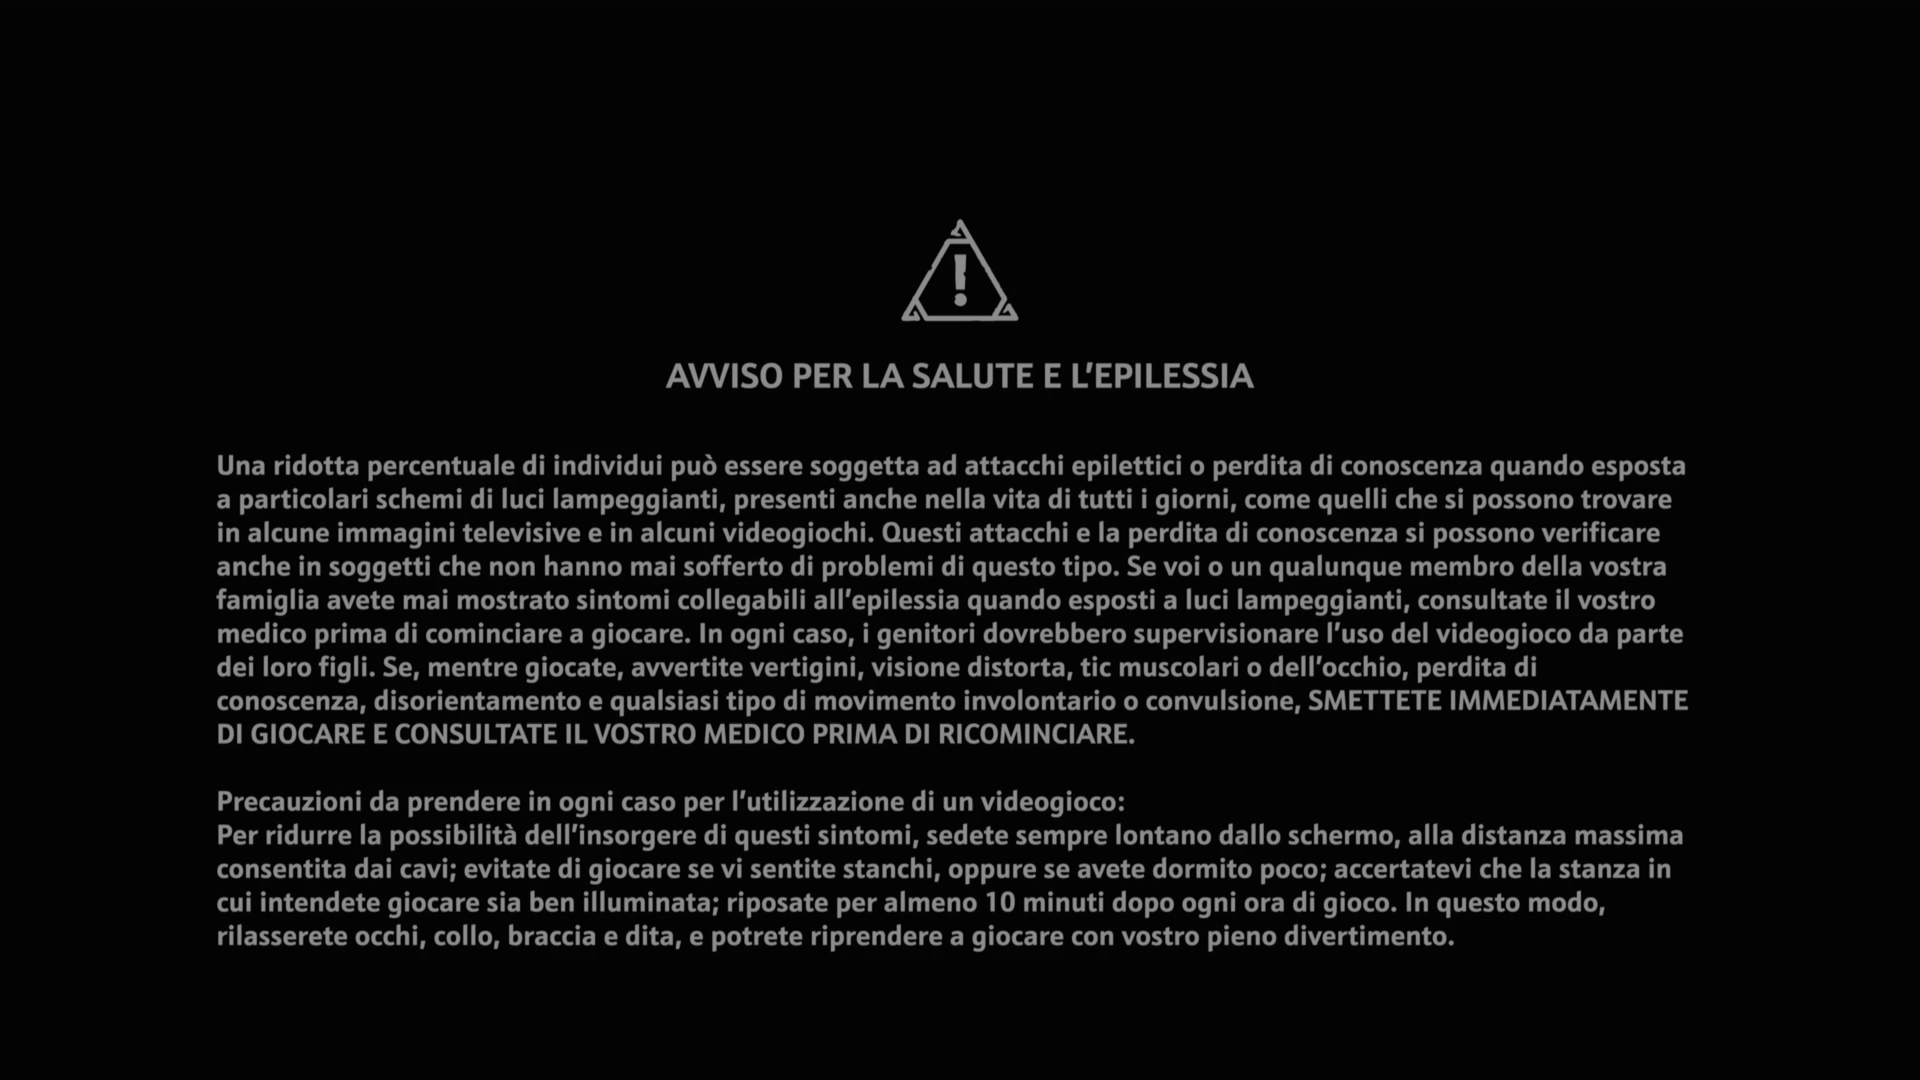 AVVISO PER LA SALUTE E L'EPILESSIA
Una ridotta percentuale di individui può essere soggetta ad attacchi epilettici o perdita di conoscenza quando esposta
a particolari schemi di luci lampeggianti, presenti anche nella vita di tutti i giorni, come quelli che si possono trovare
in alcune immagini televisive e in alcuni videogiochi. Questi attacchi e la perdita di conoscenza si possono verificare
anche in soggetti che non hanno mai sofferto di problemi di questo tipo. Se voi o un qualunque membro della vostra
famiglia avete mai mostrato sintomi collegabili all'epilessia quando esposti a luci lampeggianti, consultate il vostro
medico prima di cominciare a giocare. In ogni caso, i genitori dovrebbero supervisionare l'uso del videogioco da parte
dei loro figli. Se, mentre giocate, avvertite vertigini, visione distorta, tic muscolari o dell'occhio, perdita di
conoscenza, disorientamento e qualsiasi tipo di movimento involontario o convulsione, SMETTETE IMMEDIATAMENTE
DI GIOCARE E CONSULTATE IL VOSTRO MEDICO PRIMA DI RICOMINCIARE.
Precauzioni da prendere in ogni caso per l'utilizzazione di un videogioco:
Per ridurre la possibilità dell'insorgere di questi sintomi, sedete sempre lontano dallo schermo, alla distanza massima
consentita dai cavi; evitate di giocare se vi sentite stanchi, oppure se avete dormito poco; accertatevi che la stanza in
cui intendete giocare sia ben illuminata; riposate per almeno 10 minuti dopo ogni ora di gioco. In questo modo,
rilasserete occhi, collo, braccia e dita, e potrete riprendere a giocare con vostro pieno divertimento.